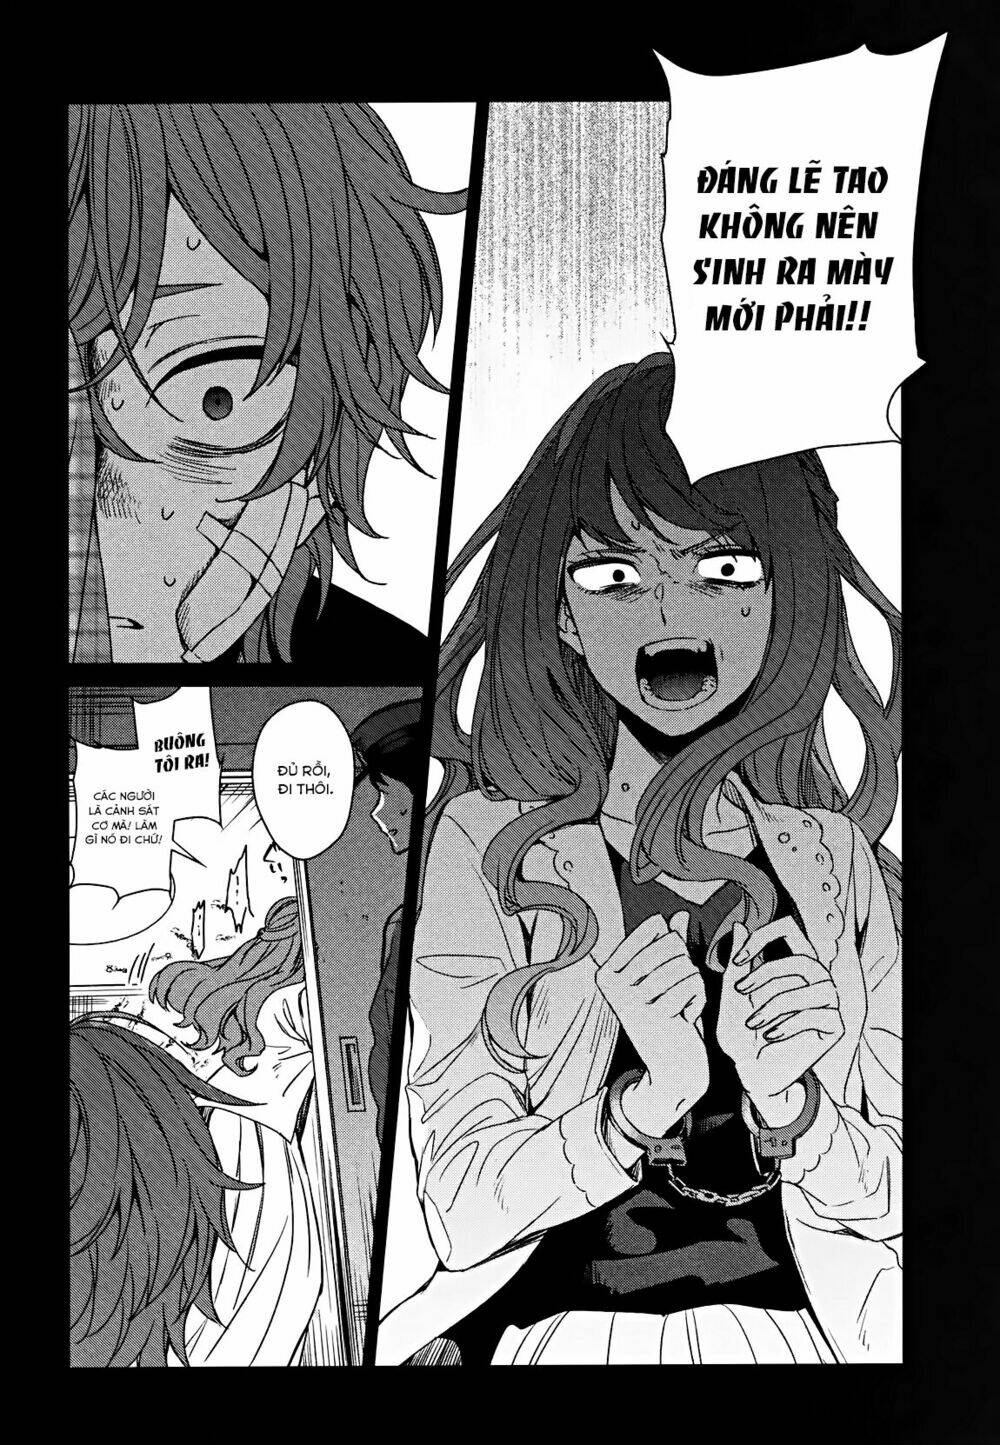 ĐÁNG LẼ TAO
KHÔNG NÊN
SINH RA MÀY
MỚI PHẢI!!
ĐỦ RỒI,
ĐI THÔI.
BUÔNG
TÔI RA!
CÁC NGƯỜI
LÀ CẢNH SÁT
CƠ MÀ! LÀM
GÌ NÓ ĐI CHỨ!